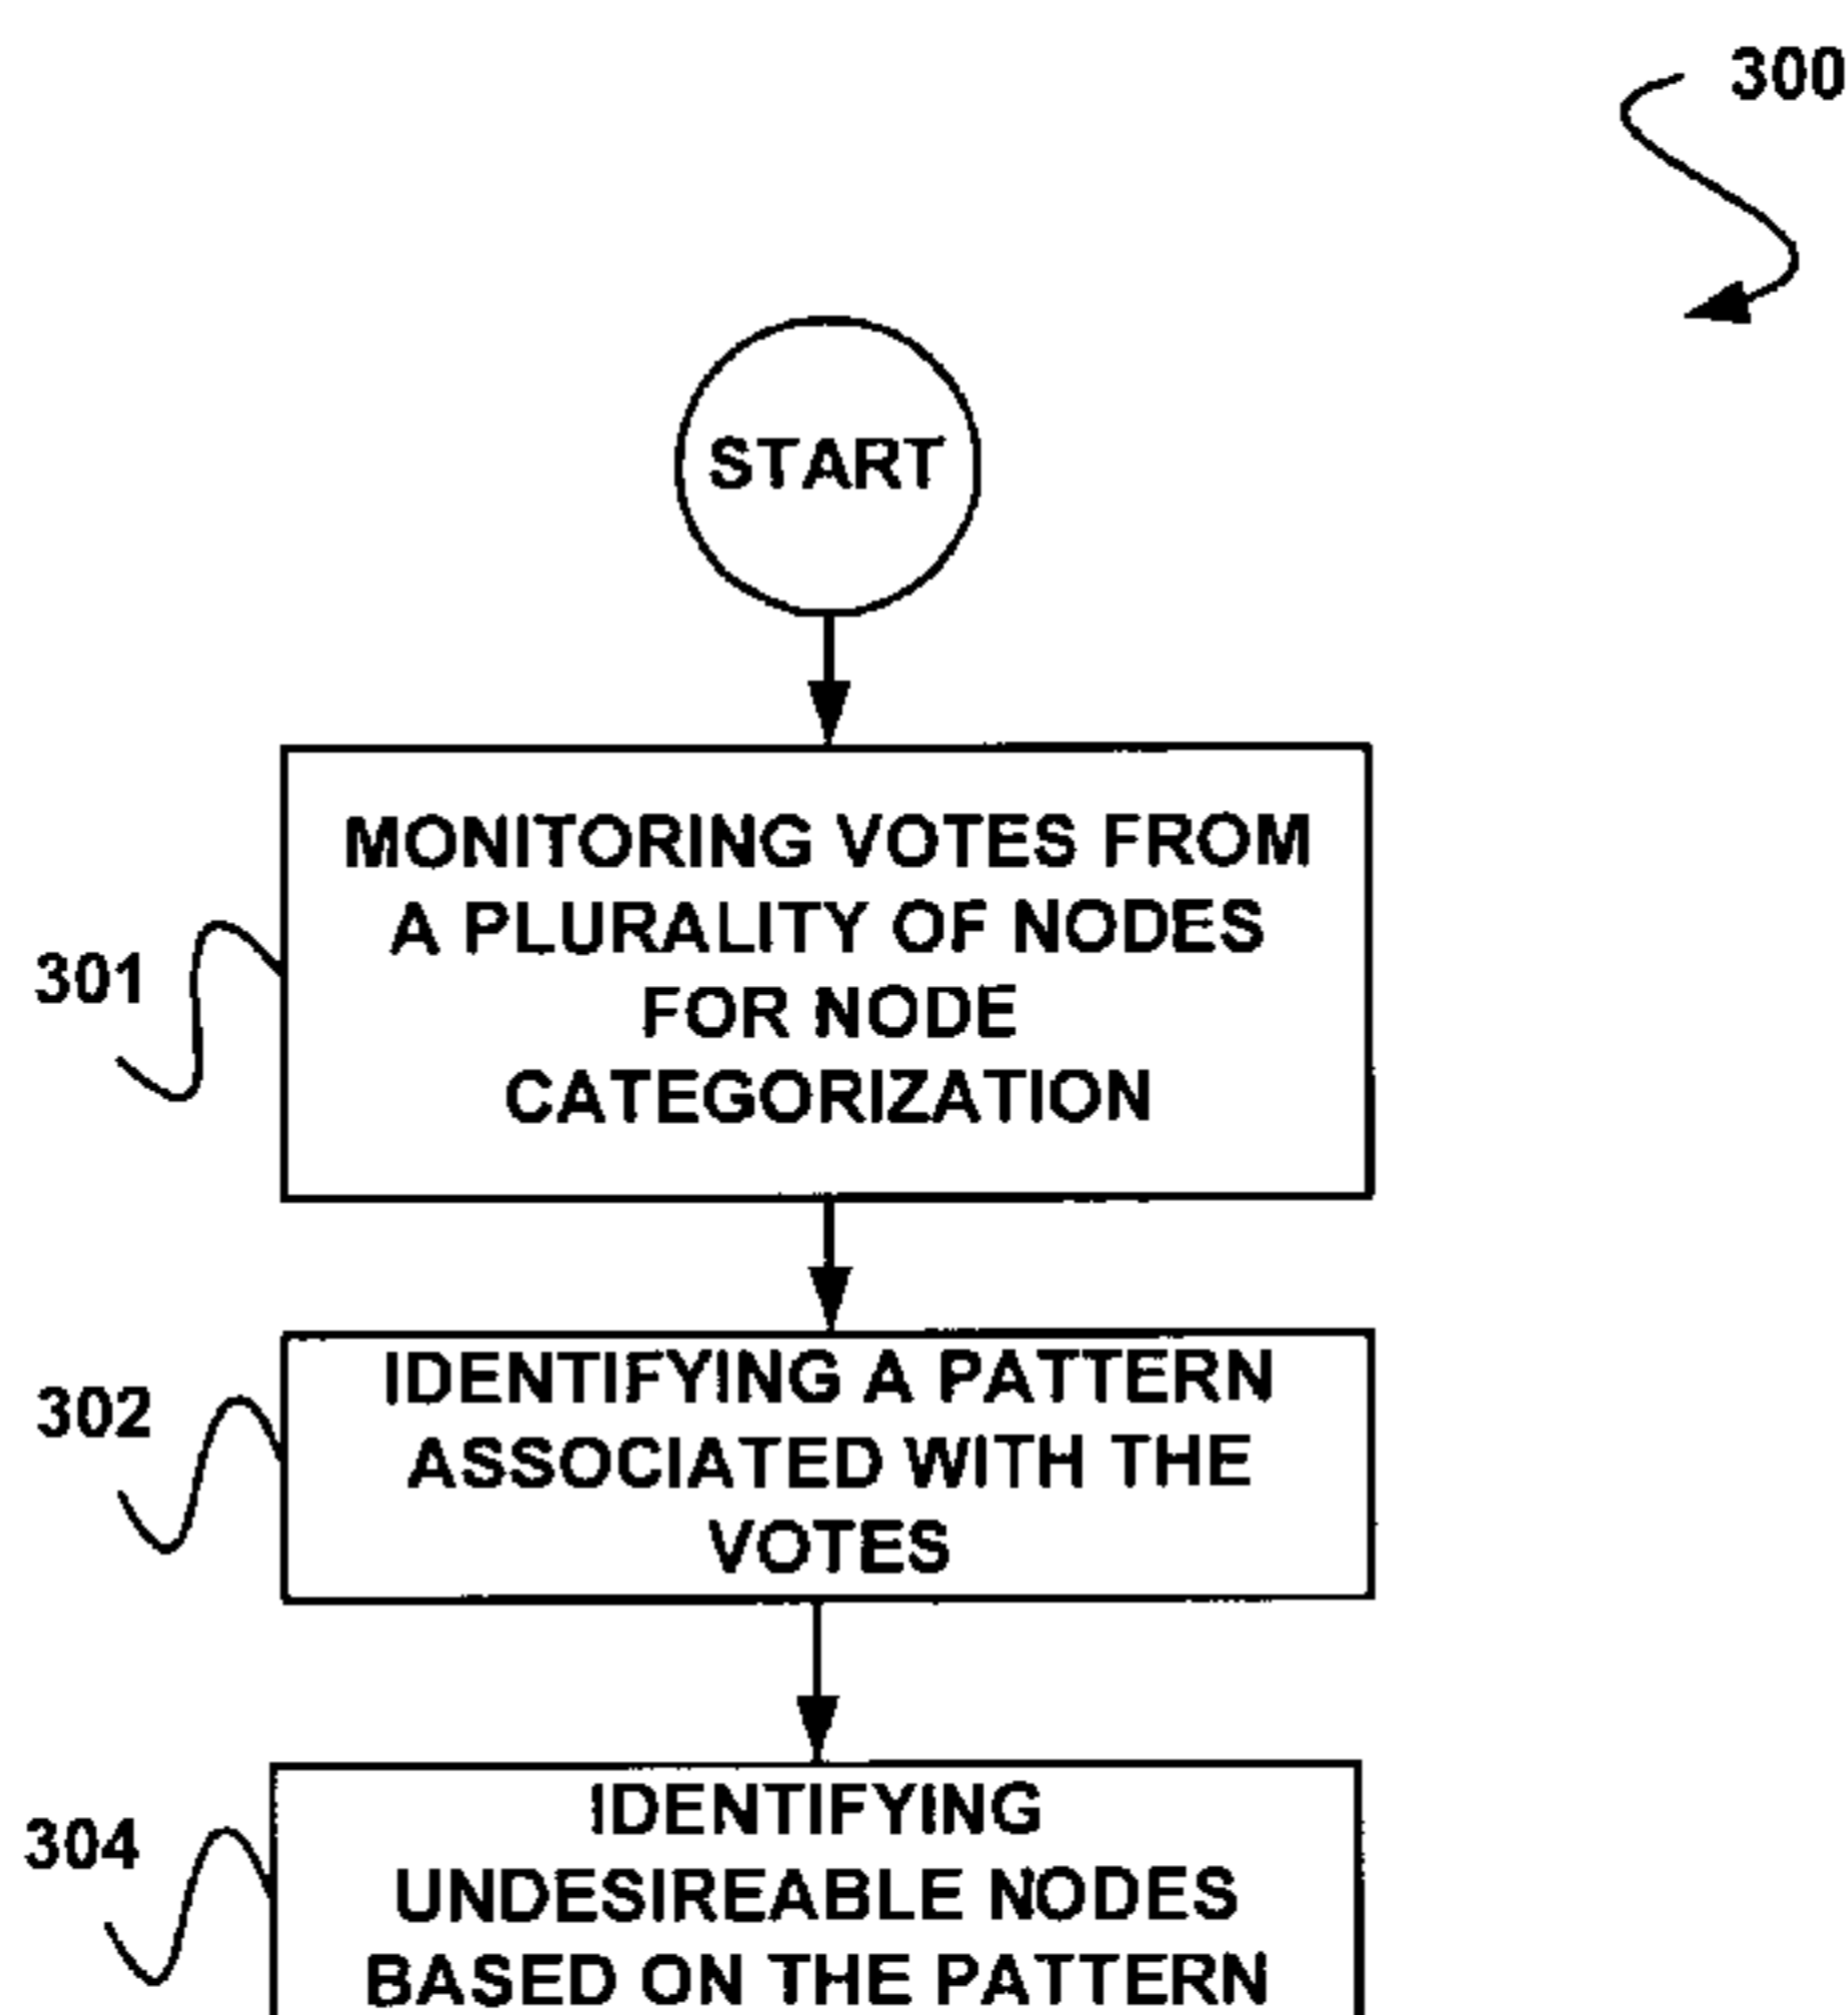 300
START
MONITORING VOTES FROM
A PLURALITY OF NODES
FOR NODE
CATEGORIZATION
301
IDENTIFYING A PATTERN
ASSOCIATED WITH THE
VOTES
302
IDENTIFYING
UNDESIREABLE NODES
BASED ON THE PATTERN
304